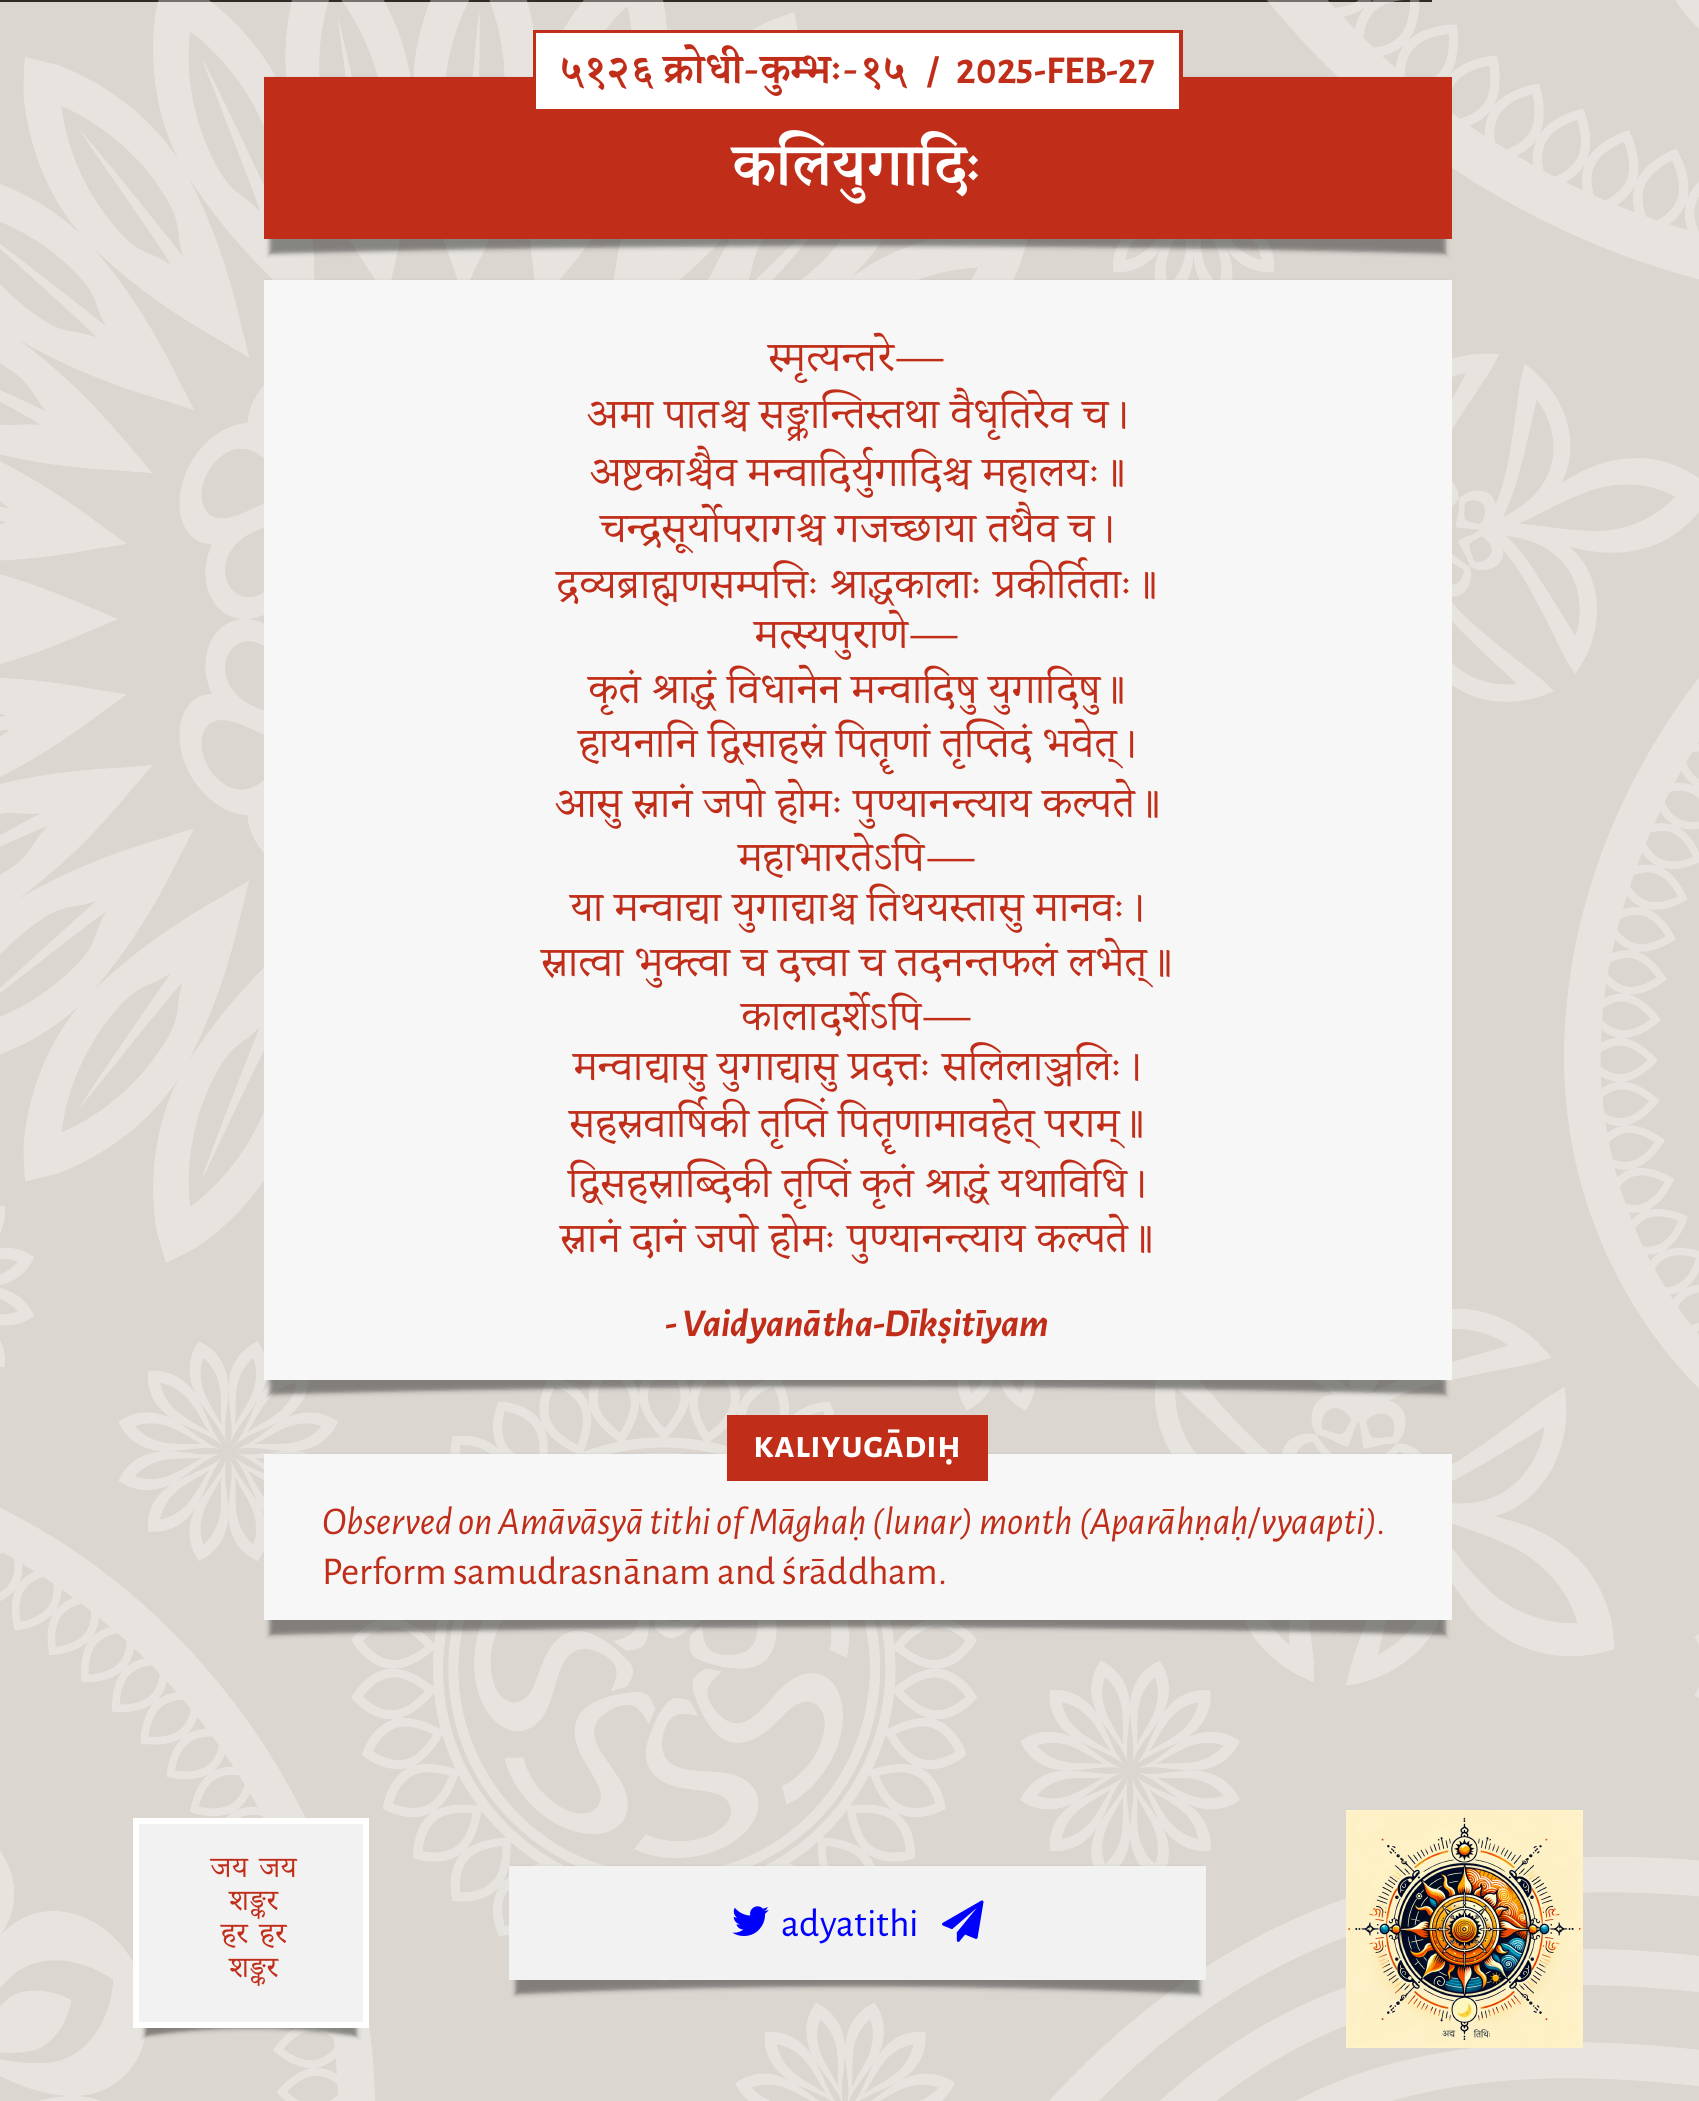 ५१२६ क्रोधी-कुम्भः-१५ / 2025-FEB-27
कलियुगादिः
स्मृत्यन्तरे—
अमा पातश्च सङ्क्रान्तिस्तथा वैधृतिरेव च।
अष्टकाश्चैव मन्वादिर्युगादिश्च महालयः॥
चन्द्रसूर्योपरागश्च गजच्छाया तथैव च।
द्रव्यब्राह्मणसम्पत्तिः श्राद्धकालाः प्रकीर्तिताः॥
मत्स्यपुराणे—
कृतं श्राद्धं विधानेन मन्वादिषु युगादिषु॥
हायनानि द्विसाहस्रं पितॄणां तृप्तिदं भवेत्।
आसु स्नानं जपो होमः पुण्यानन्त्याय कल्पते॥
महाभारतेऽपि—
या मन्वाद्या युगाद्याश्च तिथयस्तासु मानवः।
स्नात्वा भुक्त्वा च दत्त्वा च तदनन्तफलं लभेत्॥
कालादर्शेऽपि—
मन्वाद्यासु युगाद्यासु प्रदत्तः सलिलाञ्जलिः।
सहस्रवार्षिकी तृप्तिं पितॄणामावहेत् पराम्॥
द्विसहस्राब्दिकी तृप्तिं कृतं श्राद्धं यथाविधि।
स्नानं दानं जपो होमः पुण्यानन्त्याय कल्पते॥
- Vaidyanātha-Dīkṣitīyam
KALIYUGĀDIḤ
Observed on Amāvāsyā tithi of Māghaḥ (lunar) month (Aparāhṇaḥ/vyaapti).
Perform samudrasnānam and śrāddham.
जय जय
शङ्कर
हर हर
शङ्कर
adyatithi
अद्य तिथिः